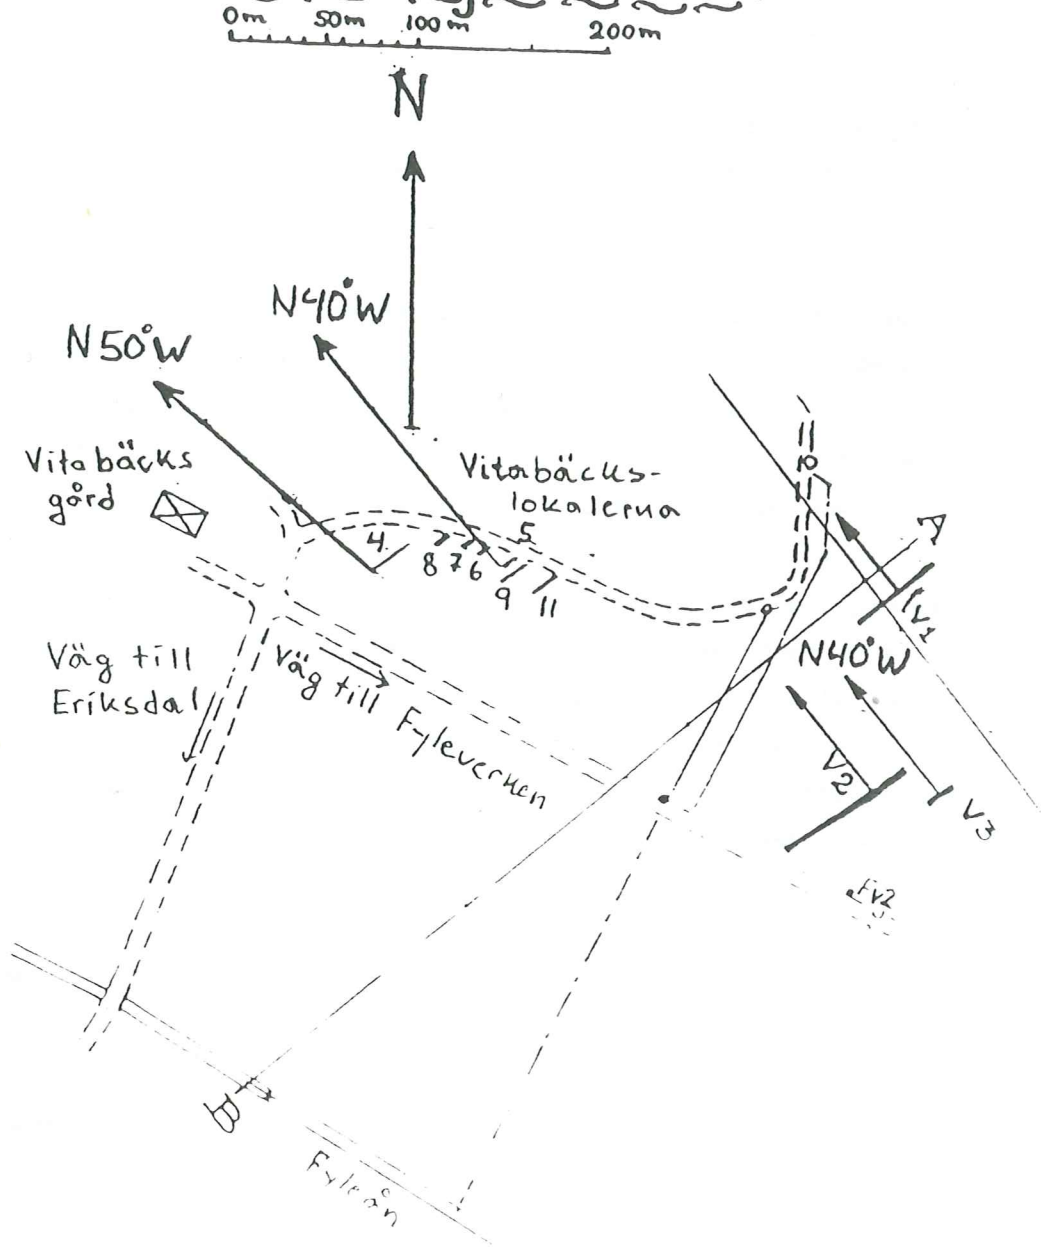 0m 50m 100m 200m
N
N40°W
N50°W
Vitabäcks
gård
Vitabäcks-
lokalerna
10
A
4 8 7 6 5 9 11
V1
N40°W
Väg till
Eriksdal
Väg till Fyleverken
V2
V3
Fv2
B
Fyleån